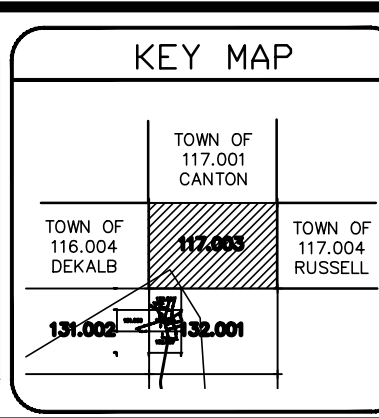 KEY MAP
TOWN OF
117.001
CANTON
TOWN OF
116.004
DEKALB
117.003
TOWN OF
117.004
RUSSELL
131.002
132.001